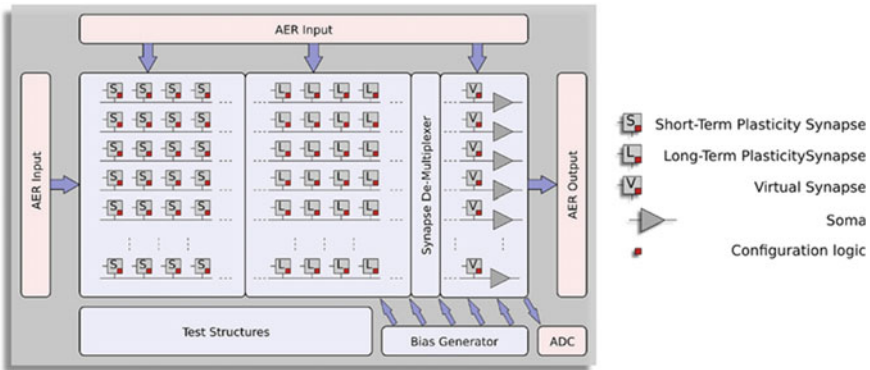 AER Input
AER Input
S S S S L L L L V
S S S S L L L L V
S S S S L L L L V
S S S S L L L L V
S S S S L L L L V
S S S S L L L L V
Synapse De-Multiplexer
AER Output
Test Structures
Bias Generator
ADC
S Short-Term Plasticity Synapse
L Long-Term PlasticitySynapse
V Virtual Synapse
Soma
Configuration logic